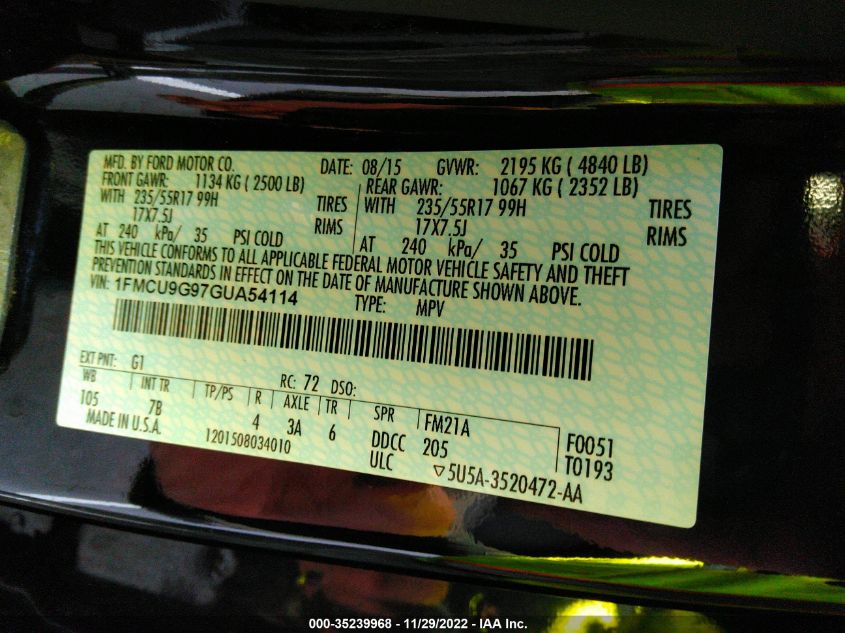 MFD. BY FORD MOTOR CO. DATE: 08/15 GVWR: 2195 KG ( 4840 LB)
FRONT GAWR: 1134 KG ( 2500 LB) REAR GAWR: 1067 KG ( 2352 LB)
WITH 235/55R17 99H TIRES WITH 235/55R17 99H TIRES
17X7.5J RIMS 17X7.5J RIMS
AT 240 kPa/ 35 PSI COLD AT 240 kPa/ 35 PSI COLD
THIS VEHICLE CONFORMS TO ALL APPLICABLE FEDERAL MOTOR VEHICLE SAFETY AND THEFT
PREVENTION STANDARDS IN EFFECT ON THE DATE OF MANUFACTURE SHOWN ABOVE.
VIN: 1FMCU9G97GUA54114 TYPE: MPV
EXT PNT: G1 RC: 72 DSO:
WB INT TR TP/PS R AXLE TR SPR FM21A F0051
105 7B 4 3A 6 DDCC 205 T0193
MADE IN U.S.A. 1201508034010 ULC ▽5U5A-3520472-AA
000-35239968 - 11/29/2022 - IAA Inc.